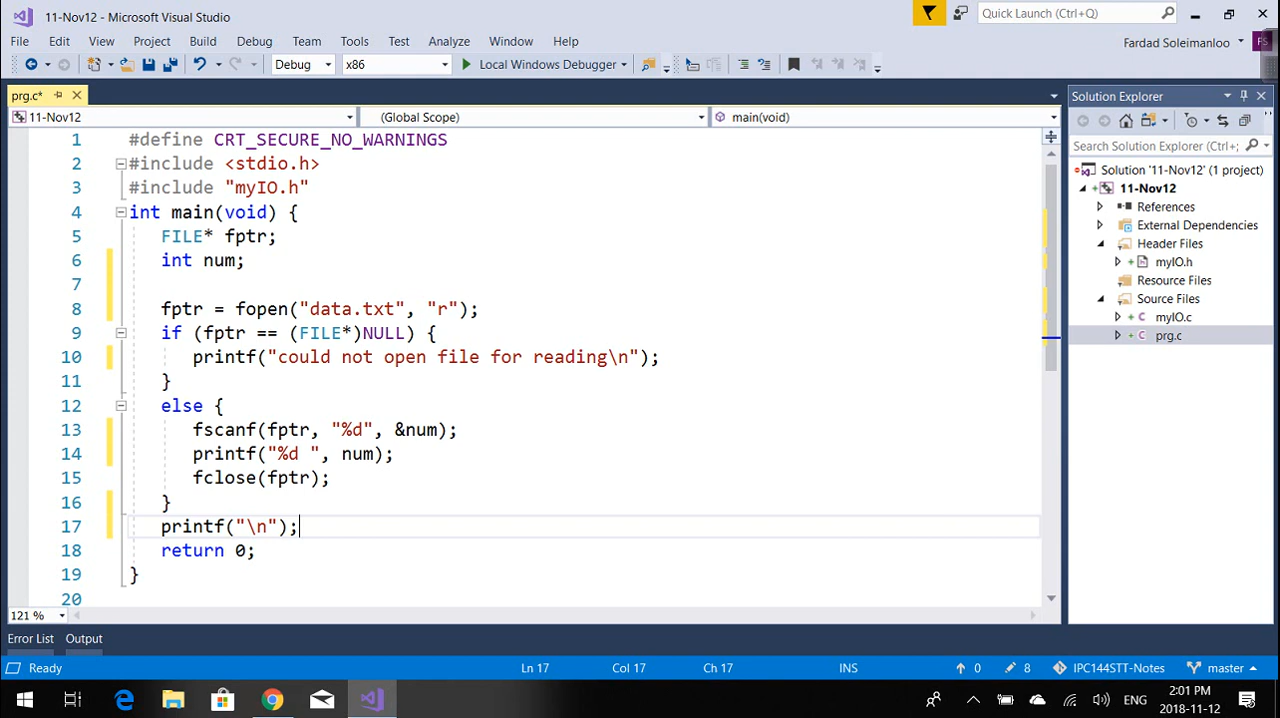 11-Nov12 - Microsoft Visual Studio
Quick Launch (Ctrl+Q)
File Edit View Project Build Debug Team Tools Test Analyze Window Help
Fardad Soleimanloo FS
Debug x86 Local Windows Debugger
prg.c*
11-Nov12 (Global Scope) main(void)
1 #define CRT_SECURE_NO_WARNINGS
2 #include <stdio.h>
3 #include "myIO.h"
4 int main(void) {
5 FILE* fptr;
6 int num;
7
8 fptr = fopen("data.txt", "r");
9 if (fptr == (FILE*)NULL) {
10 printf("could not open file for reading\n");
11 }
12 else {
13 fscanf(fptr, "%d", &num);
14 printf("%d ", num);
15 fclose(fptr);
16 }
17 printf("\n");
18 return 0;
19 }
20
121 %
Solution Explorer
Search Solution Explorer (Ctrl+;
Solution '11-Nov12' (1 project)
11-Nov12
References
External Dependencies
Header Files
myIO.h
Resource Files
Source Files
myIO.c
prg.c
Error List Output
Ready Ln 17 Col 17 Ch 17 INS 0 8 IPC144STT-Notes master
ENG 2:01 PM
2018-11-12